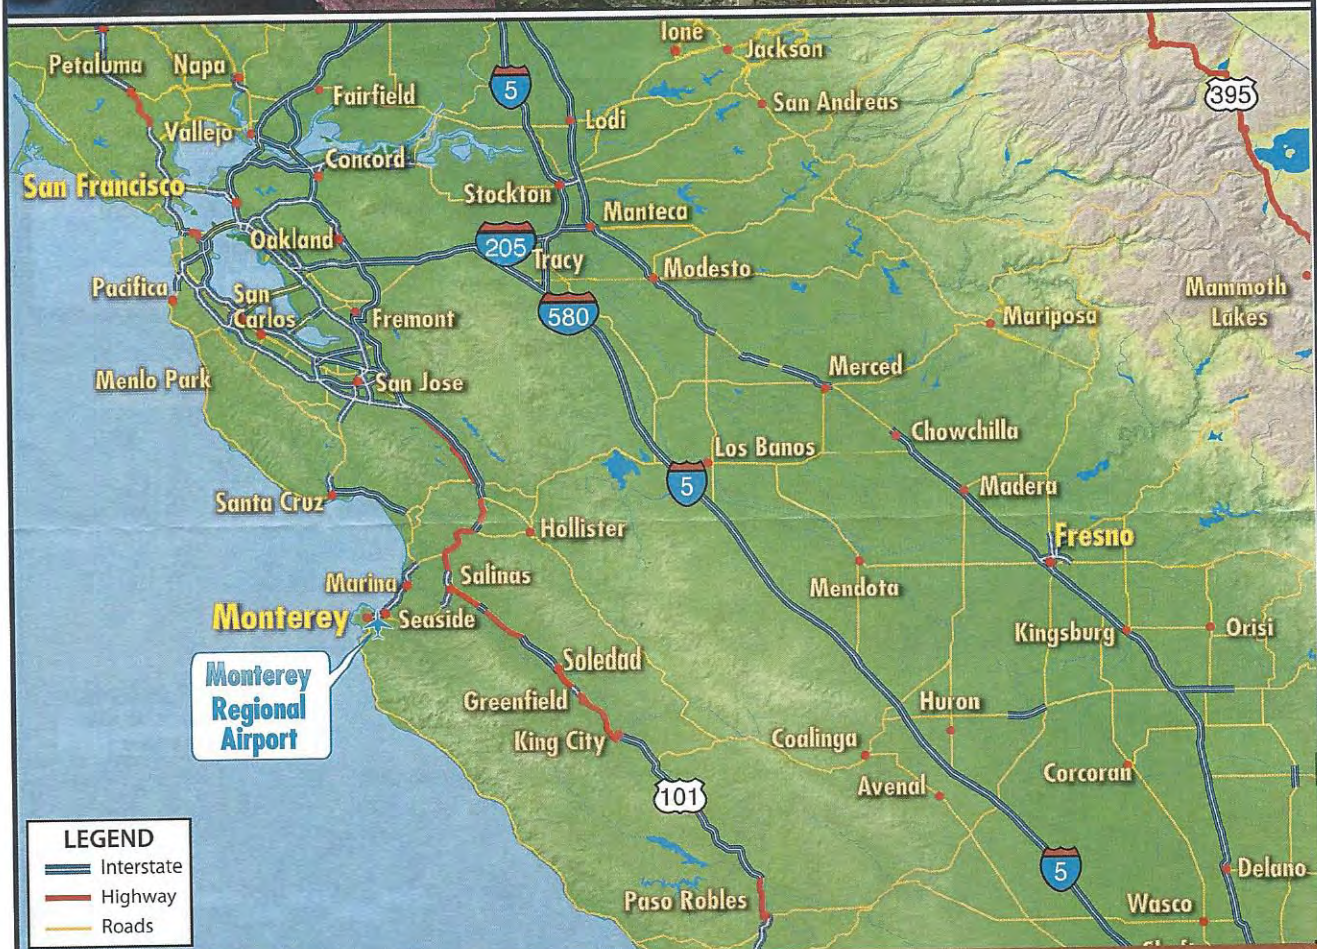 Ione
Jackson
Petaluma
Napa
Fairfield
5
395
San Andreas
Vallejo
Lodi
Concord
San Francisco
Stockton
Manteca
Oakland
205
Tracy
Modesto
Pacifica
San
Carlos
Fremont
580
Mariposa
Mammoth
Lakes
Menlo Park
San Jose
Merced
Chowchilla
Los Banos
5
Santa Cruz
Madera
Hollister
Fresno
Marina
Salinas
Mendota
Monterey
Seaside
Kingsburg
Orisi
Monterey
Regional
Airport
Soledad
Greenfield
Huron
King City
Coalinga
Corcoran
Avenal
101
LEGEND
Interstate
Highway
Roads
5
Delano
Paso Robles
Wasco